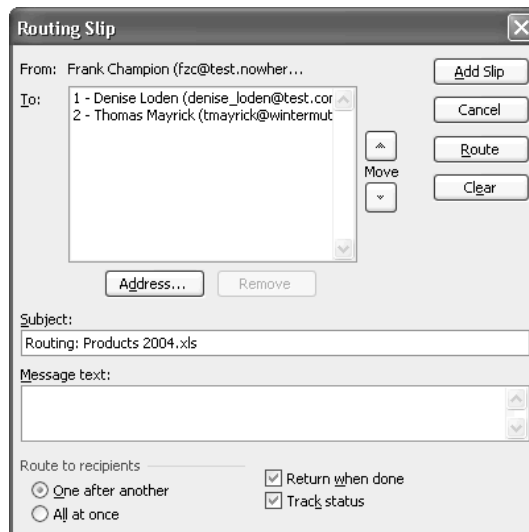 Routing Slip
From: Frank Champion (fzc@test.nowher...
To:
1 - Denise Loden (denise_loden@test.cor
2 - Thomas Mayrick (tmayrick@wintermut
Add Slip
Cancel
Route
Clear
Move
Address...
Remove
Subject:
Routing: Products 2004.xls
Message text:
Route to recipients
One after another
All at once
Return when done
Track status